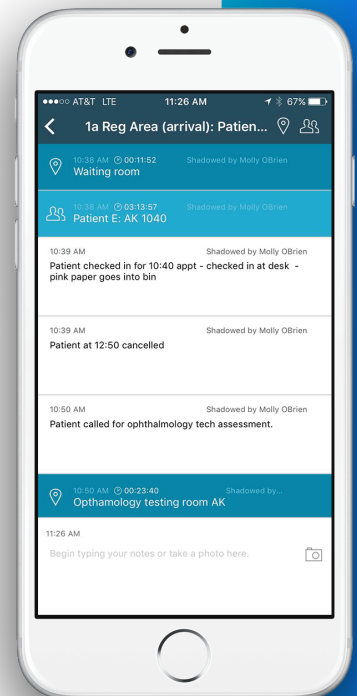 AT&T LTE 11:26 AM 67%
1a Reg Area (arrival): Patien...
10:38 AM 00:11:52 Shadowed by Molly OBrien
Waiting room
10:38 AM 03:13:57 Shadowed by Molly OBrien
Patient E: AK 1040
10:39 AM Shadowed by Molly OBrien
Patient checked in for 10:40 appt - checked in at desk -
pink paper goes into bin
10:39 AM Shadowed by Molly OBrien
Patient at 12:50 cancelled
10:50 AM Shadowed by Molly OBrien
Patient called for ophthalmology tech assessment.
10:50 AM 00:23:40 Shadowed by...
Opthamology testing room AK
11:26 AM
Begin typing your notes or take a photo here.